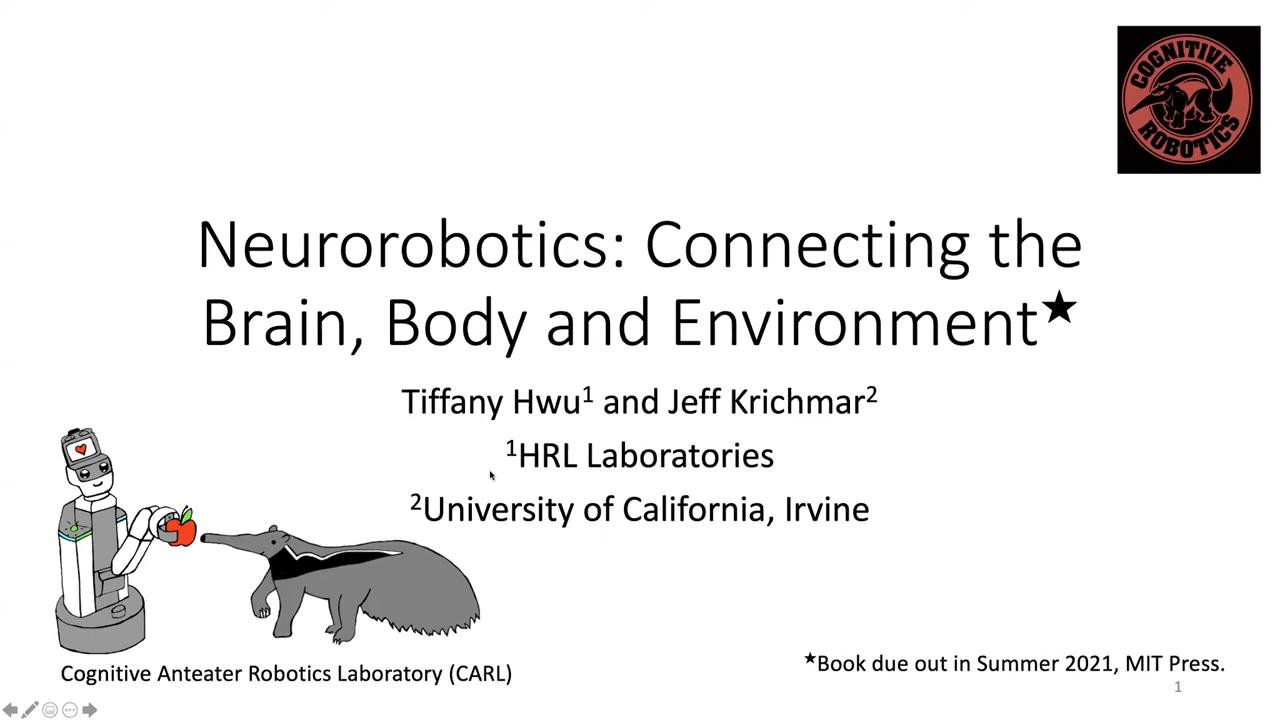 COGNITIVE
ROBOTICS
Neurorobotics: Connecting the
Brain, Body and Environment★
Tiffany Hwu¹ and Jeff Krichmar²
¹HRL Laboratories
²University of California, Irvine
Cognitive Anteater Robotics Laboratory (CARL)
★Book due out in Summer 2021, MIT Press.
1